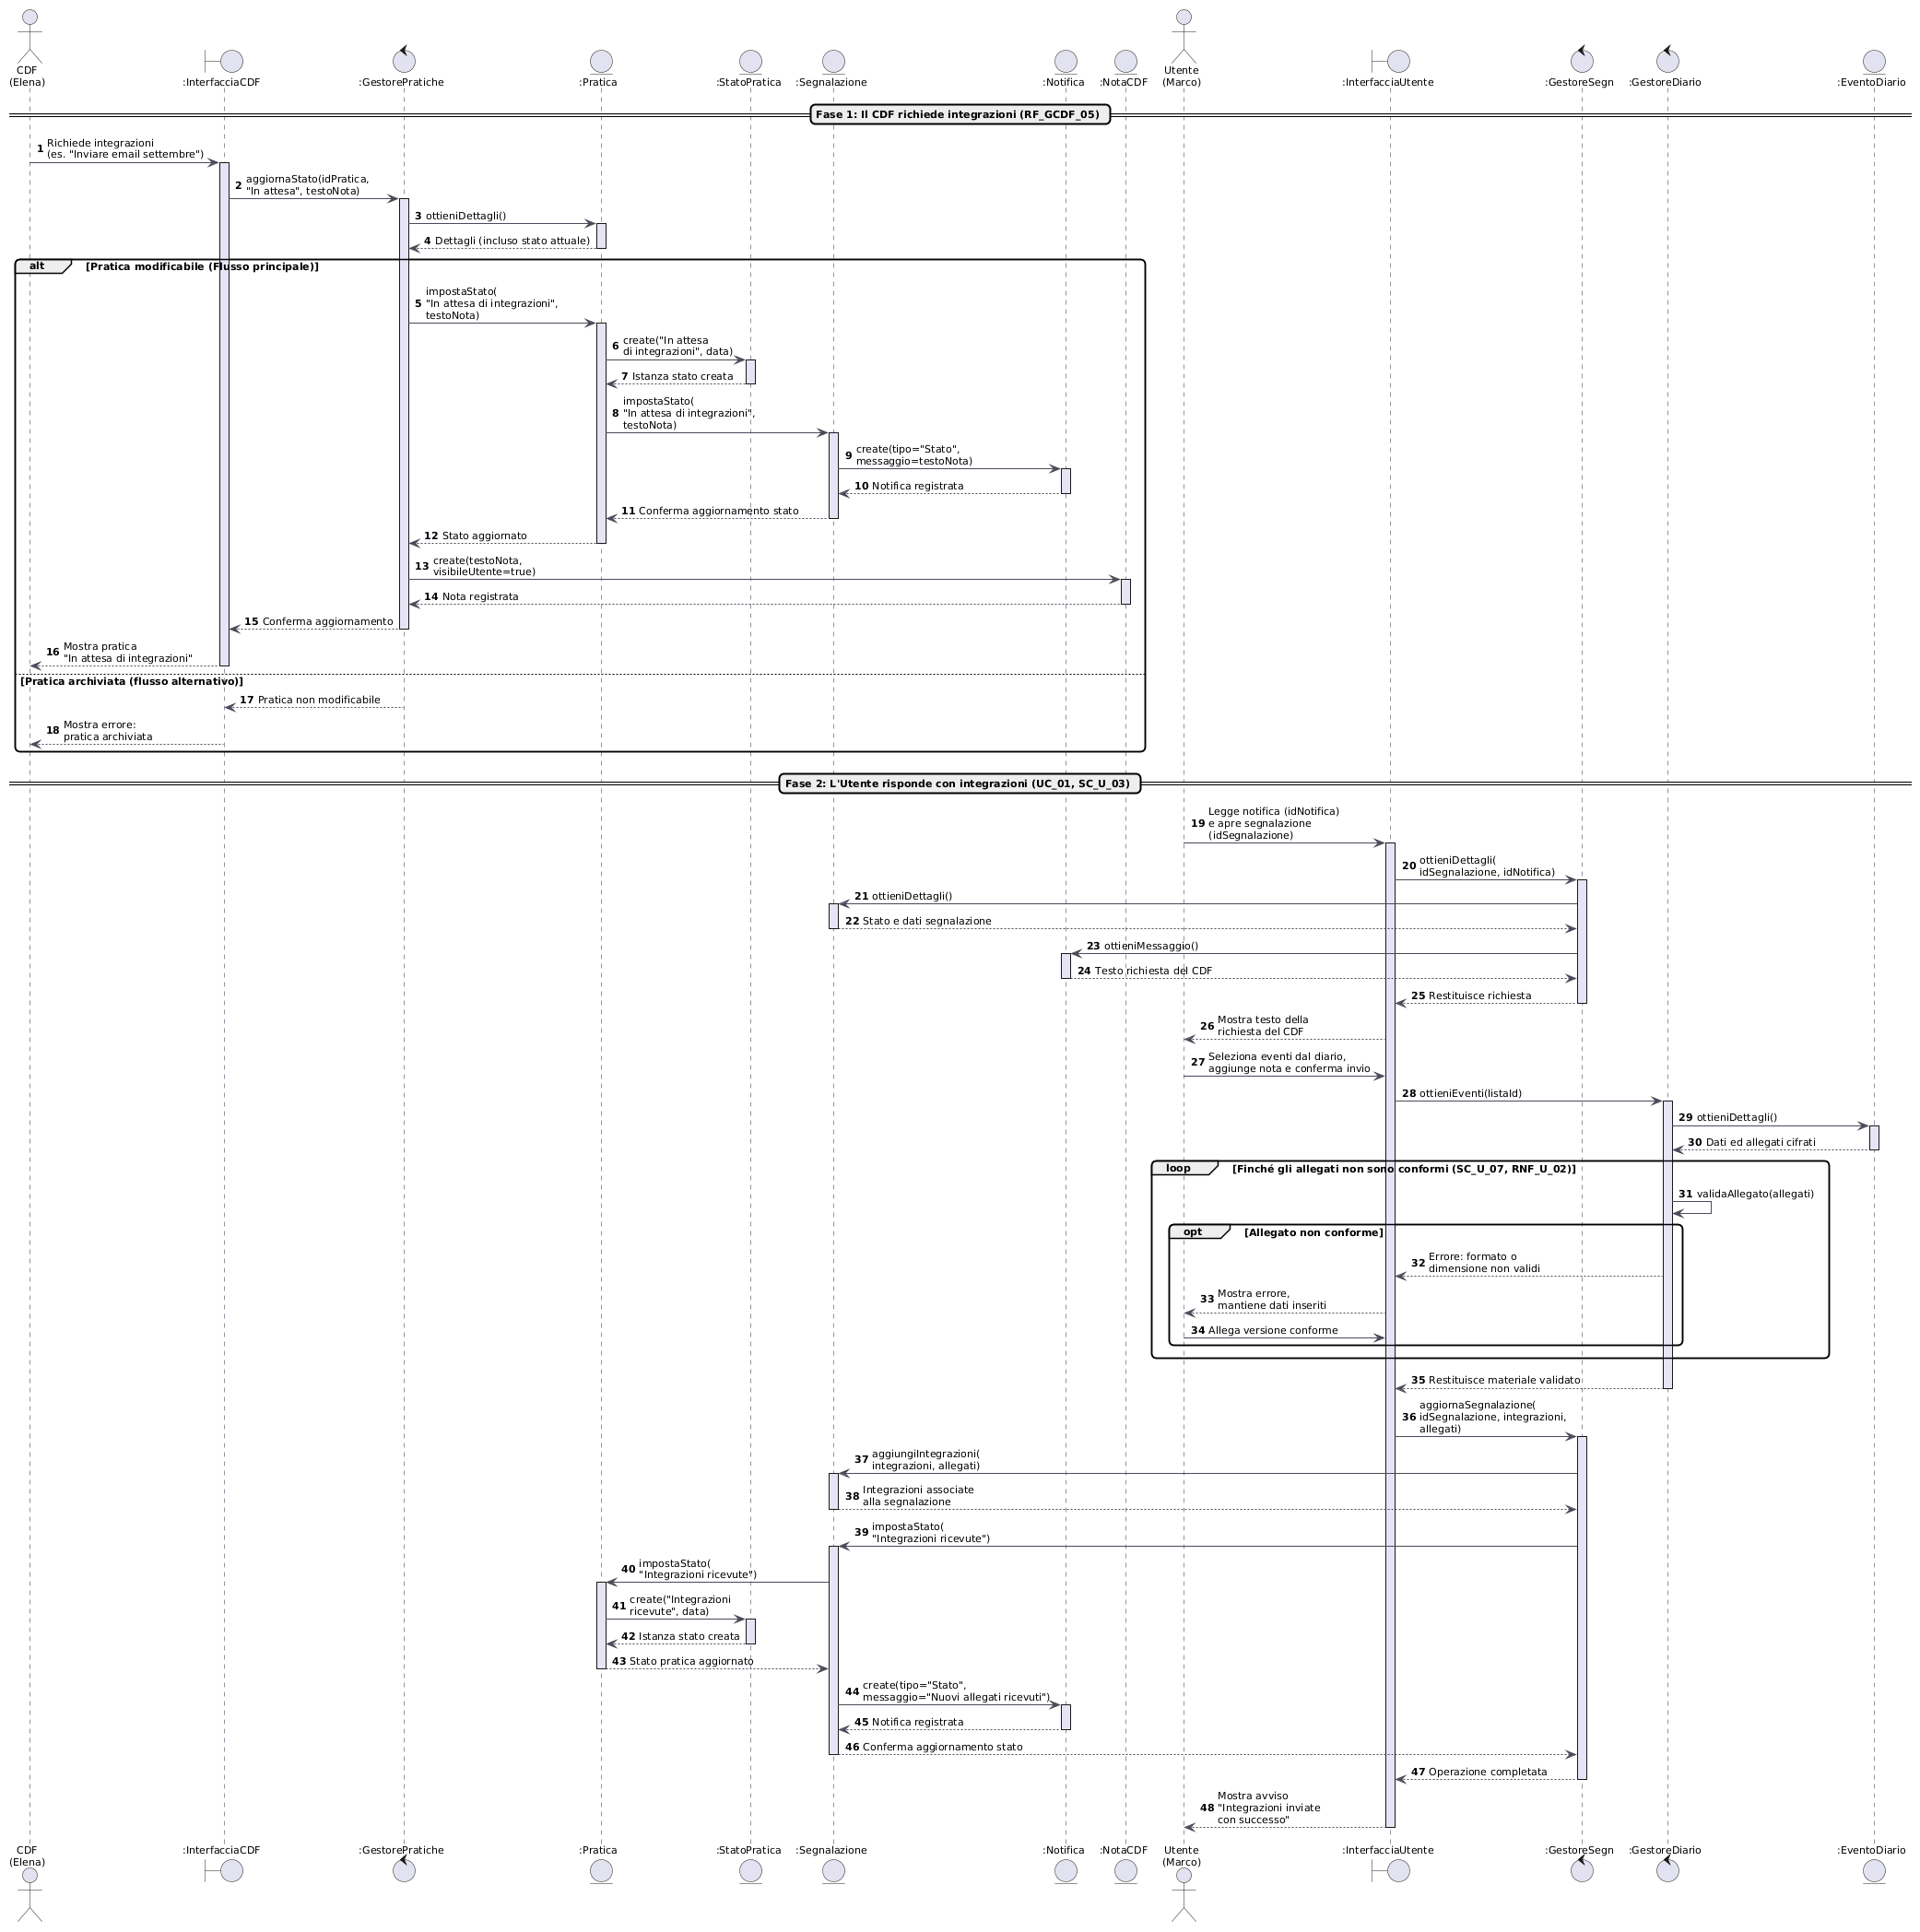 CDF
(Elena)
:InterfacciaCDF
:GestorePratiche
:Pratica
:StatoPratica
:Segnalazione
:Notifica
:NotaCDF
Utente
(Marco)
:InterfacciaUtente
:GestoreSegn
:GestoreDiario
:EventoDiario
Fase 1: Il CDF richiede integrazioni (RF_GCDF_05)
1 Richiede integrazioni
(es. "Inviare email settembre")
2 aggiornaStato(idPratica,
"In attesa", testoNota)
3 ottieniDettagli()
4 Dettagli (incluso stato attuale)
alt [Pratica modificabile (Flusso principale)]
5 impostaStato(
"In attesa di integrazioni",
testoNota)
6 create("In attesa
di integrazioni", data)
7 Istanza stato creata
8 impostaStato(
"In attesa di integrazioni",
testoNota)
9 create(tipo="Stato",
messaggio=testoNota)
10 Notifica registrata
11 Conferma aggiornamento stato
12 Stato aggiornato
13 create(testoNota,
visibileUtente=true)
14 Nota registrata
15 Conferma aggiornamento
16 Mostra pratica
"In attesa di integrazioni"
[Pratica archiviata (flusso alternativo)]
17 Pratica non modificabile
18 Mostra errore:
pratica archiviata
Fase 2: L'Utente risponde con integrazioni (UC_01, SC_U_03)
19 Legge notifica (idNotifica)
e apre segnalazione
(idSegnalazione)
20 ottieniDettagli(
idSegnalazione, idNotifica)
21 ottieniDettagli()
22 Stato e dati segnalazione
23 ottieniMessaggio()
24 Testo richiesta del CDF
25 Restituisce richiesta
26 Mostra testo della
richiesta del CDF
27 Seleziona eventi dal diario,
aggiunge nota e conferma invio
28 ottieniEventi(listaId)
29 ottieniDettagli()
30 Dati ed allegati cifrati
loop [Finché gli allegati non sono conformi (SC_U_07, RNF_U_02)]
31 validaAllegato(allegati)
opt [Allegato non conforme]
32 Errore: formato o
dimensione non validi
33 Mostra errore,
mantiene dati inseriti
34 Allega versione conforme
35 Restituisce materiale validato
36 aggiornaSegnalazione(
idSegnalazione, integrazioni,
allegati)
37 aggiungiIntegrazioni(
integrazioni, allegati)
38 Integrazioni associate
alla segnalazione
39 impostaStato(
"Integrazioni ricevute")
40 impostaStato(
"Integrazioni ricevute")
41 create("Integrazioni
ricevute", data)
42 Istanza stato creata
43 Stato pratica aggiornato
44 create(tipo="Stato",
messaggio="Nuovi allegati ricevuti")
45 Notifica registrata
46 Conferma aggiornamento stato
47 Operazione completata
48 Mostra avviso
"Integrazioni inviate
con successo"
CDF
(Elena)
:InterfacciaCDF
:GestorePratiche
:Pratica
:StatoPratica
:Segnalazione
:Notifica
:NotaCDF
Utente
(Marco)
:InterfacciaUtente
:GestoreSegn
:GestoreDiario
:EventoDiario